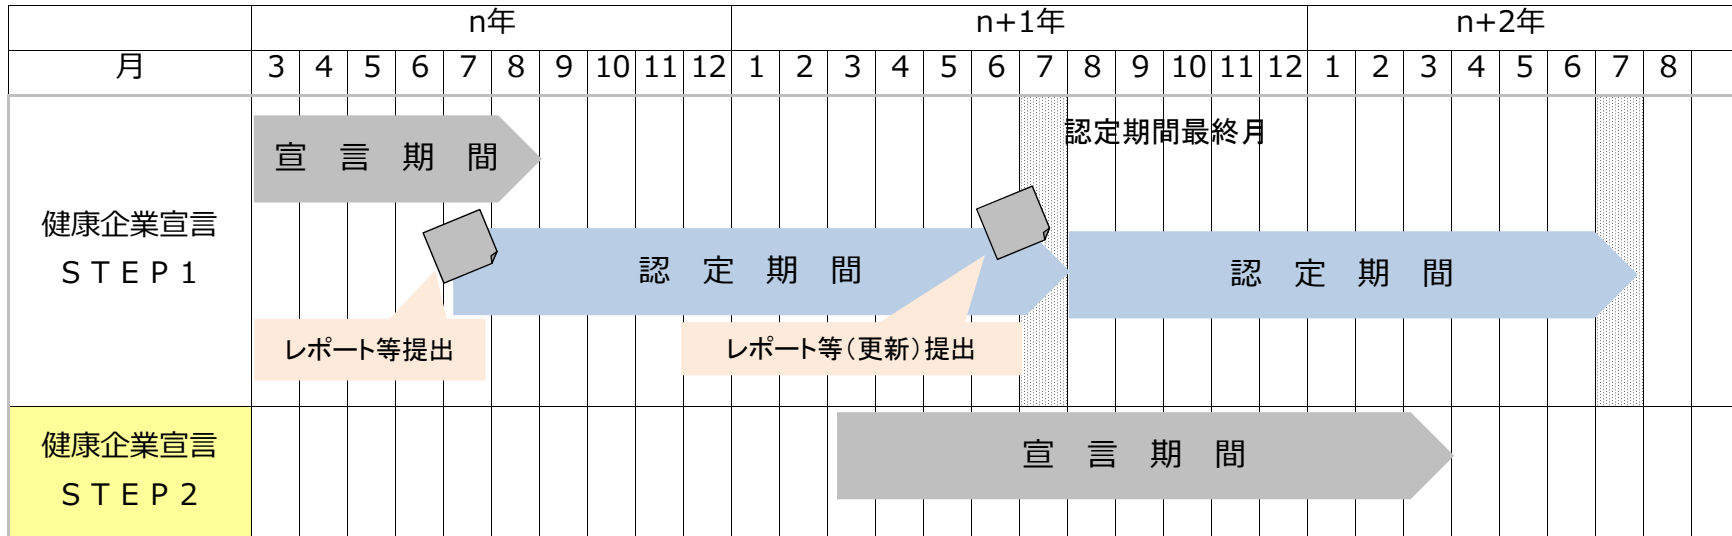 n年 n+1年 n+2年
月 3 4 5 6 7 8 9 10 11 12 1 2 3 4 5 6 7 8 9 10 11 12 1 2 3 4 5 6 7 8
認定期間最終月
宣言期間
健康企業宣言
STEP1
認定期間
認定期間
レポート等提出
レポート等(更新)提出
健康企業宣言
STEP2
宣言期間